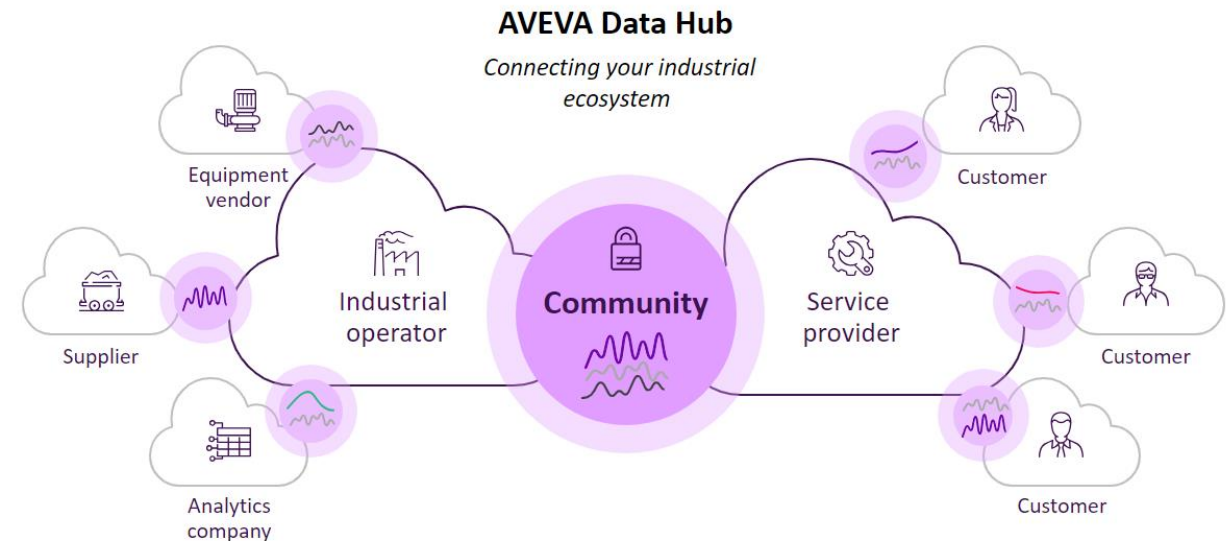 AVEVA Data Hub
Connecting your industrial
ecosystem
Equipment
vendor
Customer
Industrial
operator
Community
Service
provider
Supplier
Customer
Analytics
company
Customer